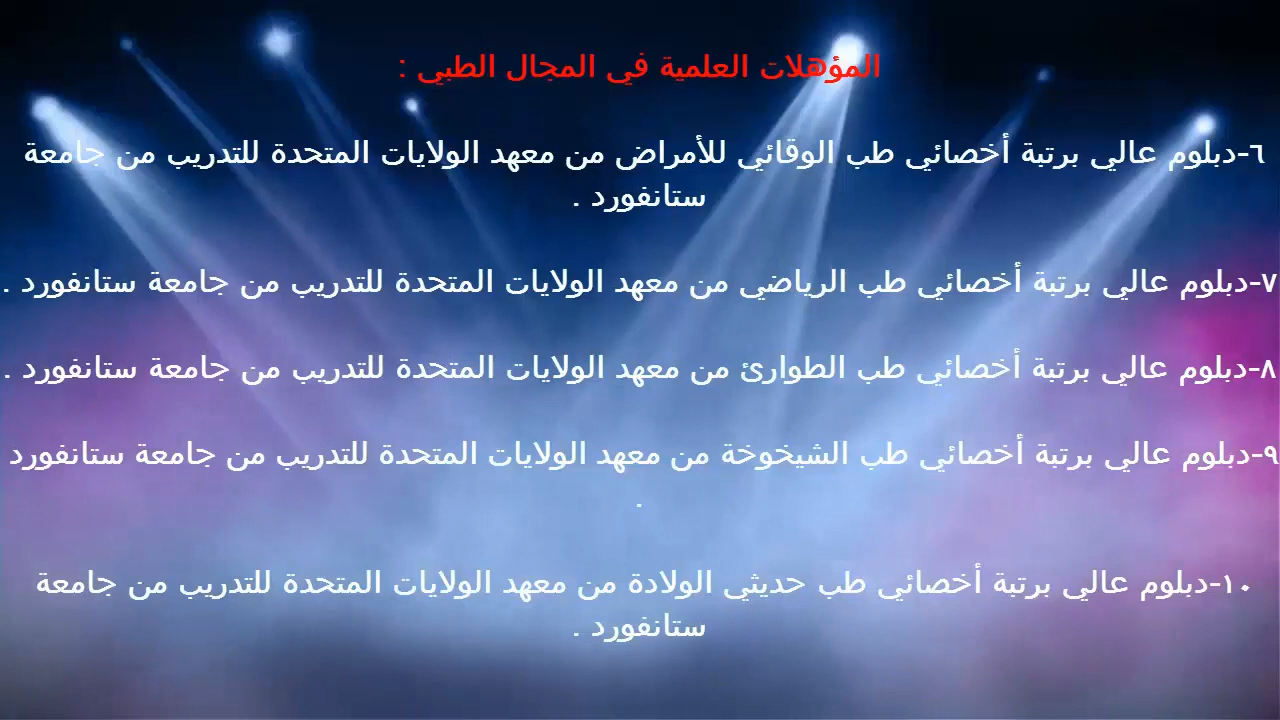 المؤهلات العلمية في المجال الطبي :
٦-دبلوم عالي برتبة أخصائي طب الوقائي للأمراض من معهد الولايات المتحدة للتدريب من جامعة
ستانفورد .
٧-دبلوم عالي برتبة أخصائي طب الرياضي من معهد الولايات المتحدة للتدريب من جامعة ستانفورد .
٨-دبلوم عالي برتبة أخصائي طب الطوارئ من معهد الولايات المتحدة للتدريب من جامعة ستانفورد .
٩-دبلوم عالي برتبة أخصائي طب الشيخوخة من معهد الولايات المتحدة للتدريب من جامعة ستانفورد
.
١٠-دبلوم عالي برتبة أخصائي طب حديثي الولادة من معهد الولايات المتحدة للتدريب من جامعة
ستانفورد .